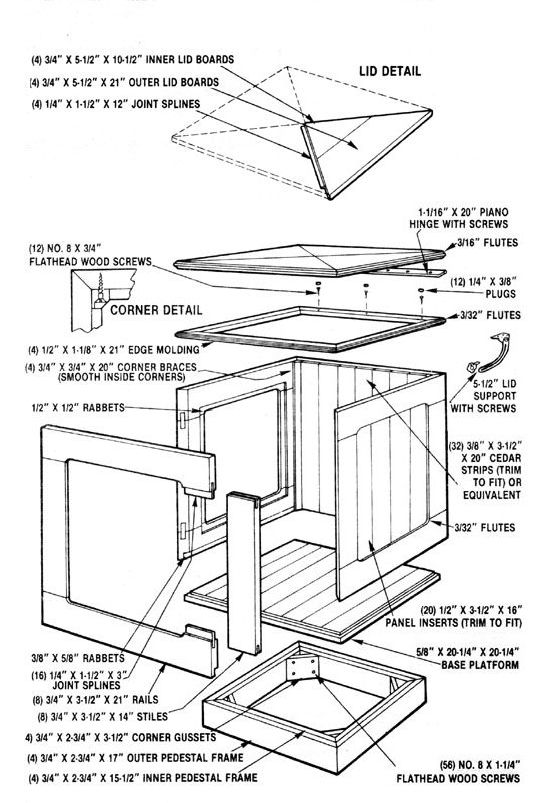 (4) 3/4" X 5-1/2" X 10-1/2" INNER LID BOARDS
(4) 3/4" X 5-1/2" X 21" OUTER LID BOARDS
(4) 1/4" X 1-1/2" X 12" JOINT SPLINES
LID DETAIL
1-1/16" X 20" PIANO
HINGE WITH SCREWS
3/16" FLUTES
(12) NO. 8 X 3/4"
FLATHEAD WOOD SCREWS
CORNER DETAIL
(12) 1/4" X 3/8"
PLUGS
3/32" FLUTES
(4) 1/2" X 1-1/8" X 21" EDGE MOLDING
(4) 3/4" X 3/4" X 20" CORNER BRACES
(SMOOTH INSIDE CORNERS)
5-1/2" LID
SUPPORT
WITH SCREWS
1/2" X 1/2" RABBETS
(32) 3/8" X 3-1/2"
X 20" CEDAR
STRIPS (TRIM
TO FIT) OR
EQUIVALENT
3/32" FLUTES
(20) 1/2" X 3-1/2" X 16"
PANEL INSERTS (TRIM TO FIT)
5/8" X 20-1/4" X 20-1/4"
BASE PLATFORM
3/8" X 5/8" RABBETS
(16) 1/4" X 1-1/2" X 3"
JOINT SPLINES
(8) 3/4" X 3-1/2" X 21" RAILS
(8) 3/4" X 3-1/2" X 14" STILES
4) 3/4" X 2-3/4" X 3-1/2" CORNER GUSSETS
(4) 3/4" X 2-3/4" X 17" OUTER PEDESTAL FRAME
(4) 3/4" X 2-3/4" X 15-1/2" INNER PEDESTAL FRAME
(56) NO. 8 X 1-1/4"
FLATHEAD WOOD SCREWS